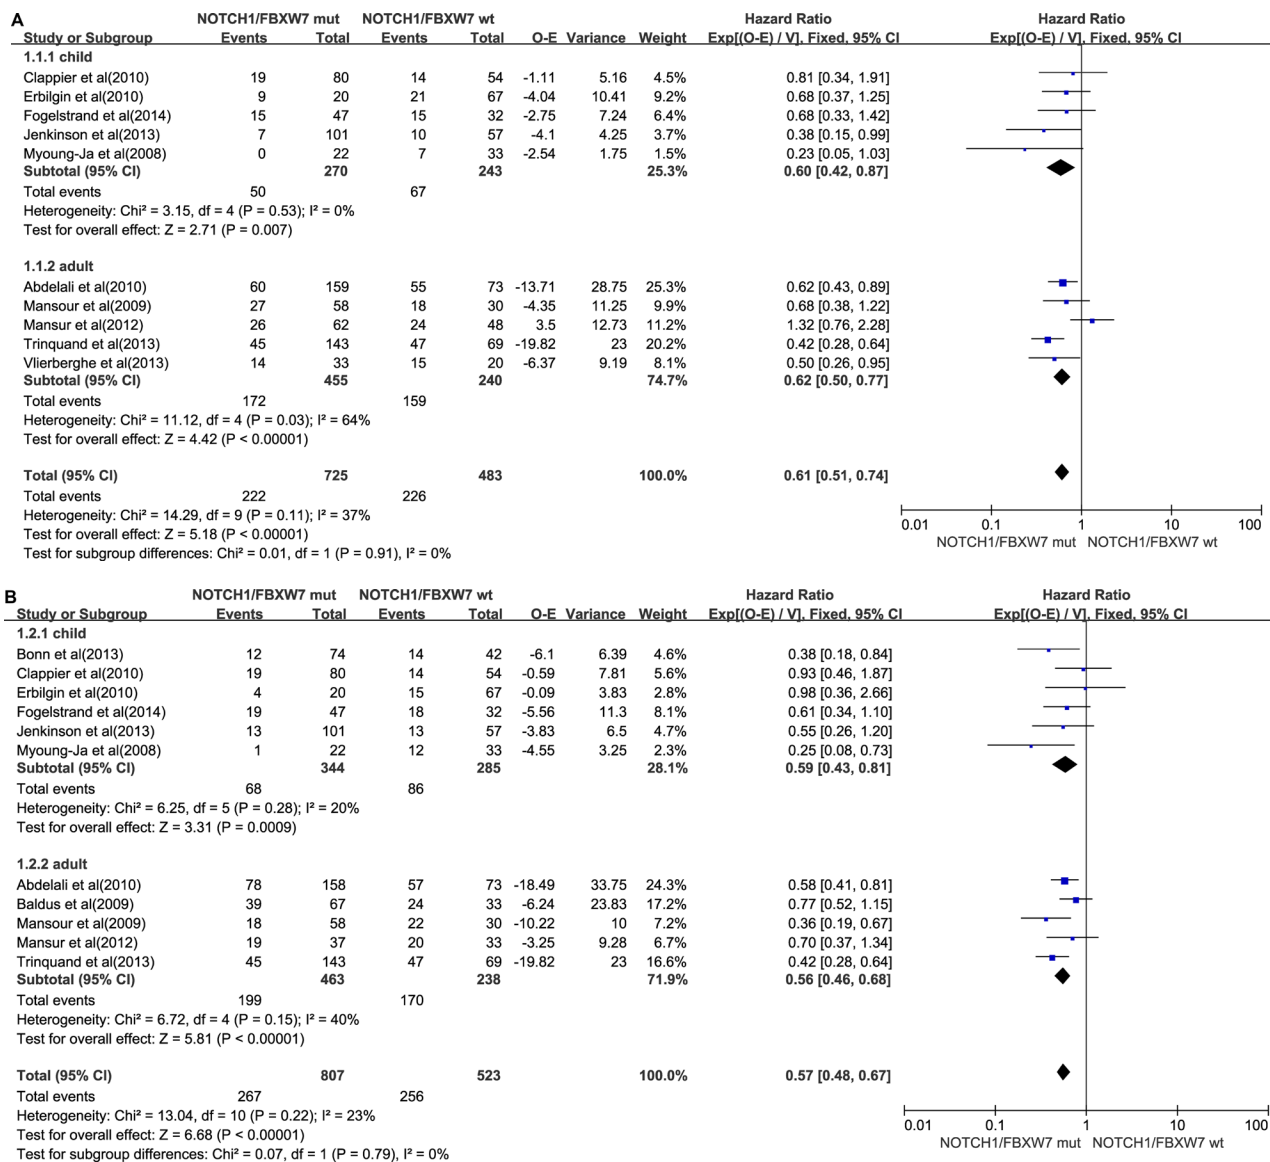 A
NOTCH1/FBXW7 mut NOTCH1/FBXW7 wt Hazard Ratio Hazard Ratio
Study or Subgroup Events Total Events Total O-E Variance Weight Exp[(O-E) / V], Fixed, 95% CI Exp[(O-E) / V], Fixed, 95% CI
1.1.1 child
Clappier et al(2010) 19 80 14 54 -1.11 5.16 4.5% 0.81 [0.34, 1.91]
Erbilgin et al(2010) 9 20 21 67 -4.04 10.41 9.2% 0.68 [0.37, 1.25]
Fogelstrand et al(2014) 15 47 15 32 -2.75 7.24 6.4% 0.68 [0.33, 1.42]
Jenkinson et al(2013) 7 101 10 57 -4.1 4.25 3.7% 0.38 [0.15, 0.99]
Myoung-Ja et al(2008) 0 22 7 33 -2.54 1.75 1.5% 0.23 [0.05, 1.03]
Subtotal (95% CI) 270 243 25.3% 0.60 [0.42, 0.87]
Total events 50 67
Heterogeneity: Chi² = 3.15, df = 4 (P = 0.53); I² = 0%
Test for overall effect: Z = 2.71 (P = 0.007)
1.1.2 adult
Abdelali et al(2010) 60 159 55 73 -13.71 28.75 25.3% 0.62 [0.43, 0.89]
Mansour et al(2009) 27 58 18 30 -4.35 11.25 9.9% 0.68 [0.38, 1.22]
Mansur et al(2012) 26 62 24 48 3.5 12.73 11.2% 1.32 [0.76, 2.28]
Trinquand et al(2013) 45 143 47 69 -19.82 23 20.2% 0.42 [0.28, 0.64]
Vlierberghe et al(2013) 14 33 15 20 -6.37 9.19 8.1% 0.50 [0.26, 0.95]
Subtotal (95% CI) 455 240 74.7% 0.62 [0.50, 0.77]
Total events 172 159
Heterogeneity: Chi² = 11.12, df = 4 (P = 0.03); I² = 64%
Test for overall effect: Z = 4.42 (P < 0.00001)
Total (95% CI) 725 483 100.0% 0.61 [0.51, 0.74]
Total events 222 226
Heterogeneity: Chi² = 14.29, df = 9 (P = 0.11); I² = 37%
Test for overall effect: Z = 5.18 (P < 0.00001)
Test for subgroup differences: Chi² = 0.01, df = 1 (P = 0.91), I² = 0%
0.01 0.1 1 10 100
NOTCH1/FBXW7 mut NOTCH1/FBXW7 wt
B
NOTCH1/FBXW7 mut NOTCH1/FBXW7 wt Hazard Ratio Hazard Ratio
Study or Subgroup Events Total Events Total O-E Variance Weight Exp[(O-E) / V], Fixed, 95% CI Exp[(O-E) / V], Fixed, 95% CI
1.2.1 child
Bonn et al(2013) 12 74 14 42 -6.1 6.39 4.6% 0.38 [0.18, 0.84]
Clappier et al(2010) 19 80 14 54 -0.59 7.81 5.6% 0.93 [0.46, 1.87]
Erbilgin et al(2010) 4 20 15 67 -0.09 3.83 2.8% 0.98 [0.36, 2.66]
Fogelstrand et al(2014) 19 47 18 32 -5.56 11.3 8.1% 0.61 [0.34, 1.10]
Jenkinson et al(2013) 13 101 13 57 -3.83 6.5 4.7% 0.55 [0.26, 1.20]
Myoung-Ja et al(2008) 1 22 12 33 -4.55 3.25 2.3% 0.25 [0.08, 0.73]
Subtotal (95% CI) 344 285 28.1% 0.59 [0.43, 0.81]
Total events 68 86
Heterogeneity: Chi² = 6.25, df = 5 (P = 0.28); I² = 20%
Test for overall effect: Z = 3.31 (P = 0.0009)
1.2.2 adult
Abdelali et al(2010) 78 158 57 73 -18.49 33.75 24.3% 0.58 [0.41, 0.81]
Baldus et al(2009) 39 67 24 33 -6.24 23.83 17.2% 0.77 [0.52, 1.15]
Mansour et al(2009) 18 58 22 30 -10.22 10 7.2% 0.36 [0.19, 0.67]
Mansur et al(2012) 19 37 20 33 -3.25 9.28 6.7% 0.70 [0.37, 1.34]
Trinquand et al(2013) 45 143 47 69 -19.82 23 16.6% 0.42 [0.28, 0.64]
Subtotal (95% CI) 463 238 71.9% 0.56 [0.46, 0.68]
Total events 199 170
Heterogeneity: Chi² = 6.72, df = 4 (P = 0.15); I² = 40%
Test for overall effect: Z = 5.81 (P < 0.00001)
Total (95% CI) 807 523 100.0% 0.57 [0.48, 0.67]
Total events 267 256
Heterogeneity: Chi² = 13.04, df = 10 (P = 0.22); I² = 23%
Test for overall effect: Z = 6.68 (P < 0.00001)
Test for subgroup differences: Chi² = 0.07, df = 1 (P = 0.79), I² = 0%
0.01 0.1 1 10 100
NOTCH1/FBXW7 mut NOTCH1/FBXW7 wt